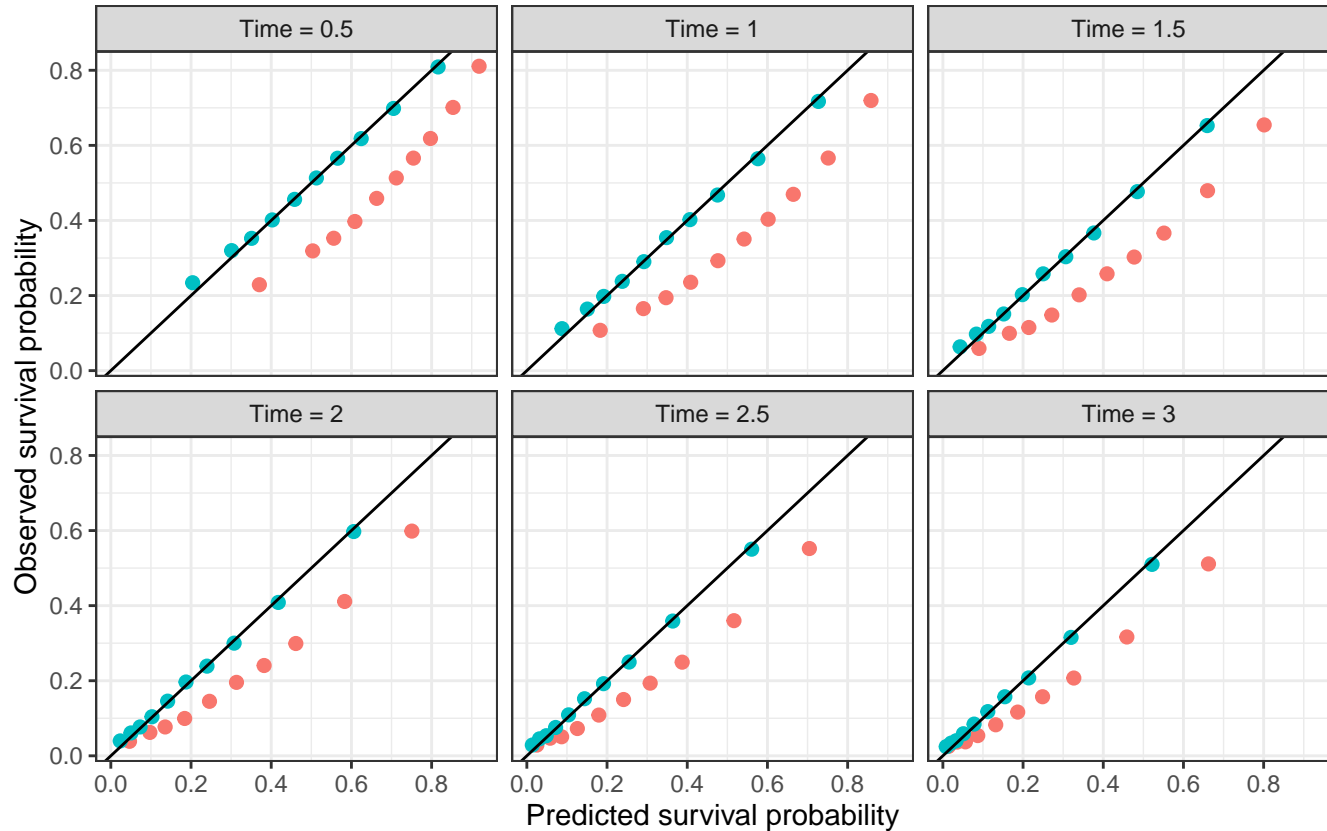 Time = 0.5
Time = 1
Time = 1.5
0.8
0.6
0.4
0.2
0.0
Time = 2
Time = 2.5
Time = 3
0.8
0.6
0.4
0.2
0.0
0.0 0.2 0.4 0.6 0.8
0.0 0.2 0.4 0.6 0.8
0.0 0.2 0.4 0.6 0.8
Predicted survival probability
Observed survival probability